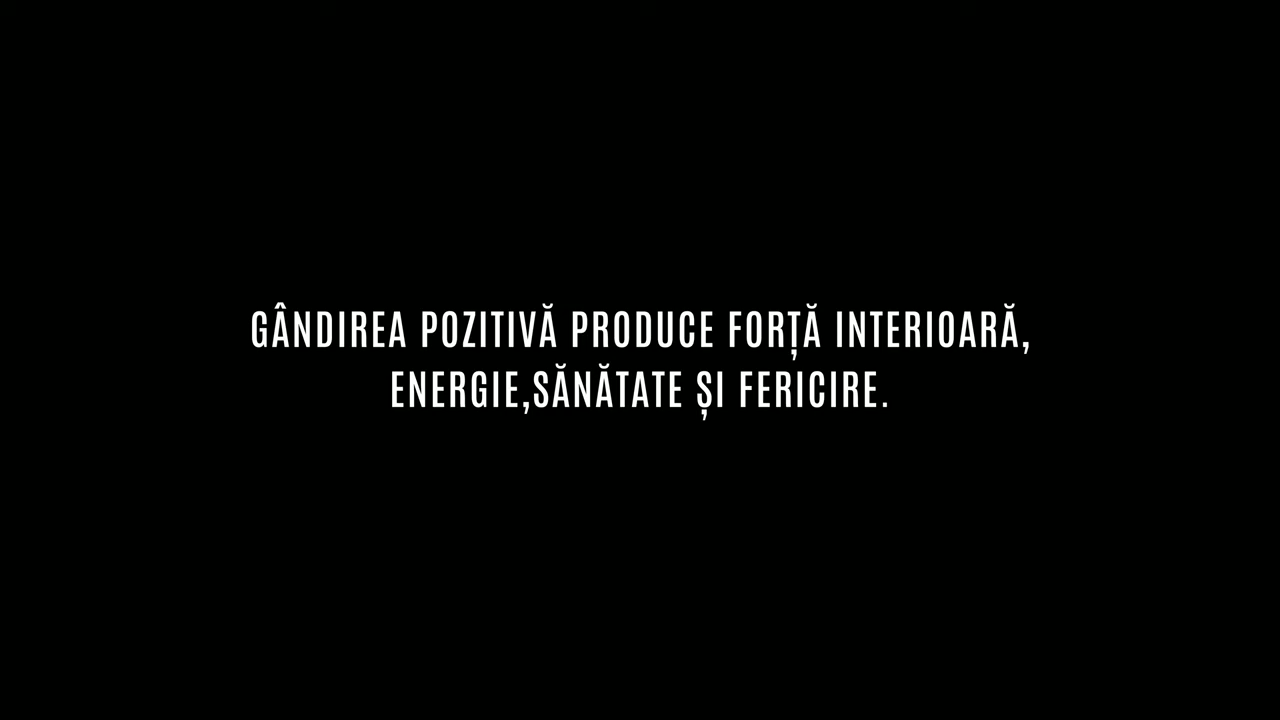 GÂNDIREA POZITIVĂ PRODUCE FORȚĂ INTERIOARĂ,
ENERGIE,SĂNĂTATE ȘI FERICIRE.